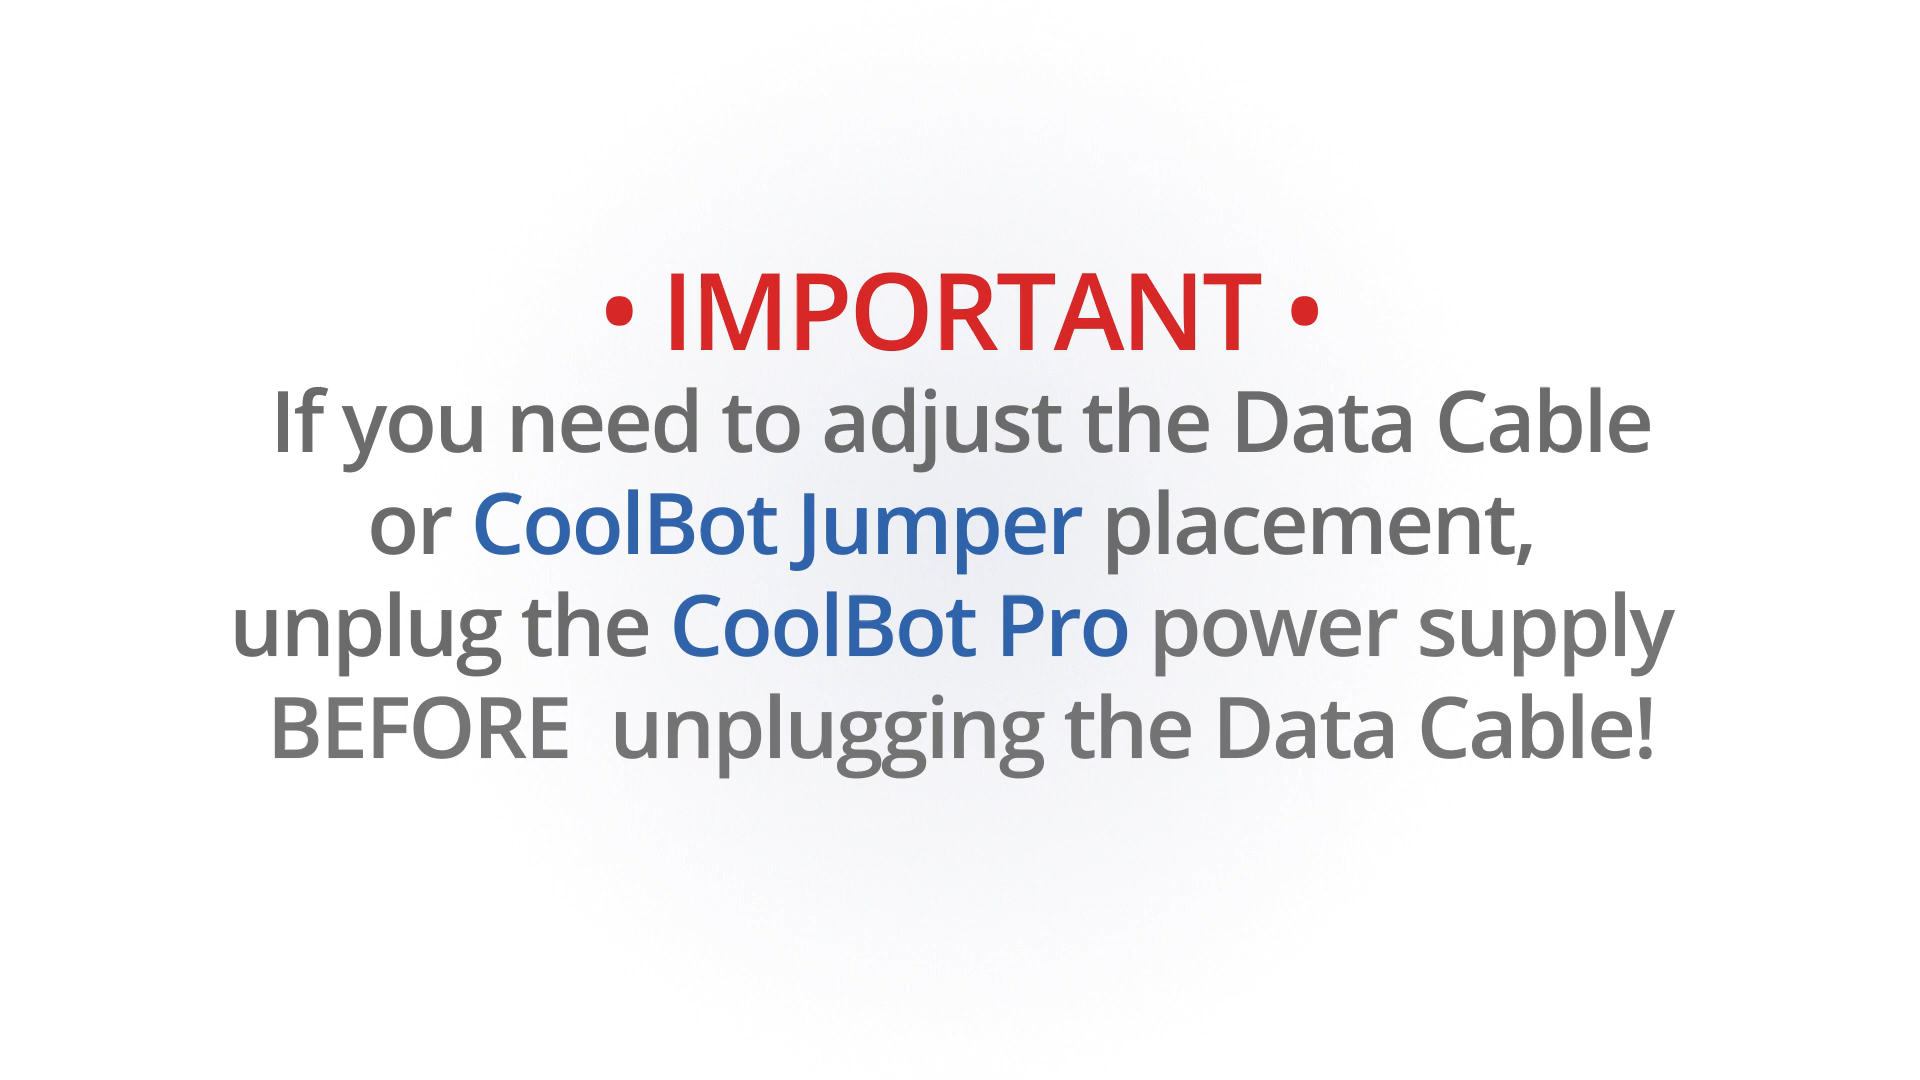 • IMPORTANT •
If you need to adjust the Data Cable
or CoolBot Jumper placement,
unplug the CoolBot Pro power supply
BEFORE  unplugging the Data Cable!